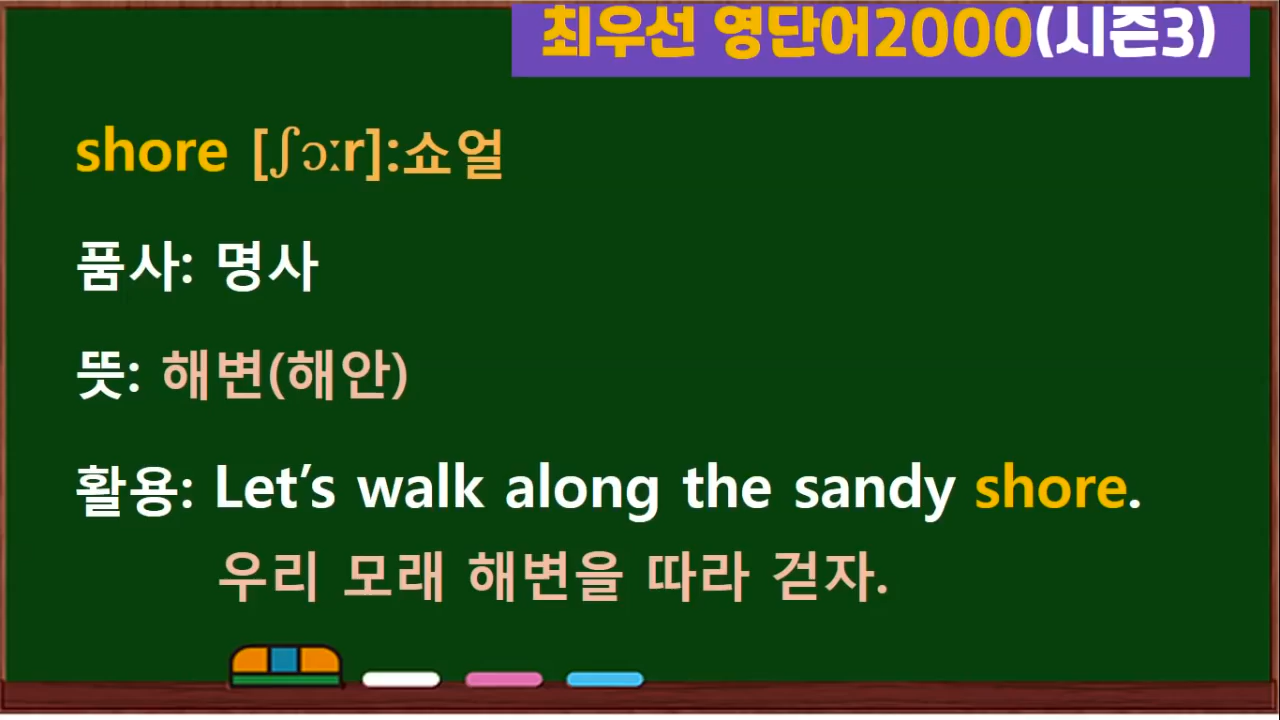 최우선 영단어2000(시즌3)
shore [ʃɔːr]:쇼얼
품사: 명사
뜻: 해변(해안)
활용: Let’s walk along the sandy shore.
우리 모래 해변을 따라 걷자.